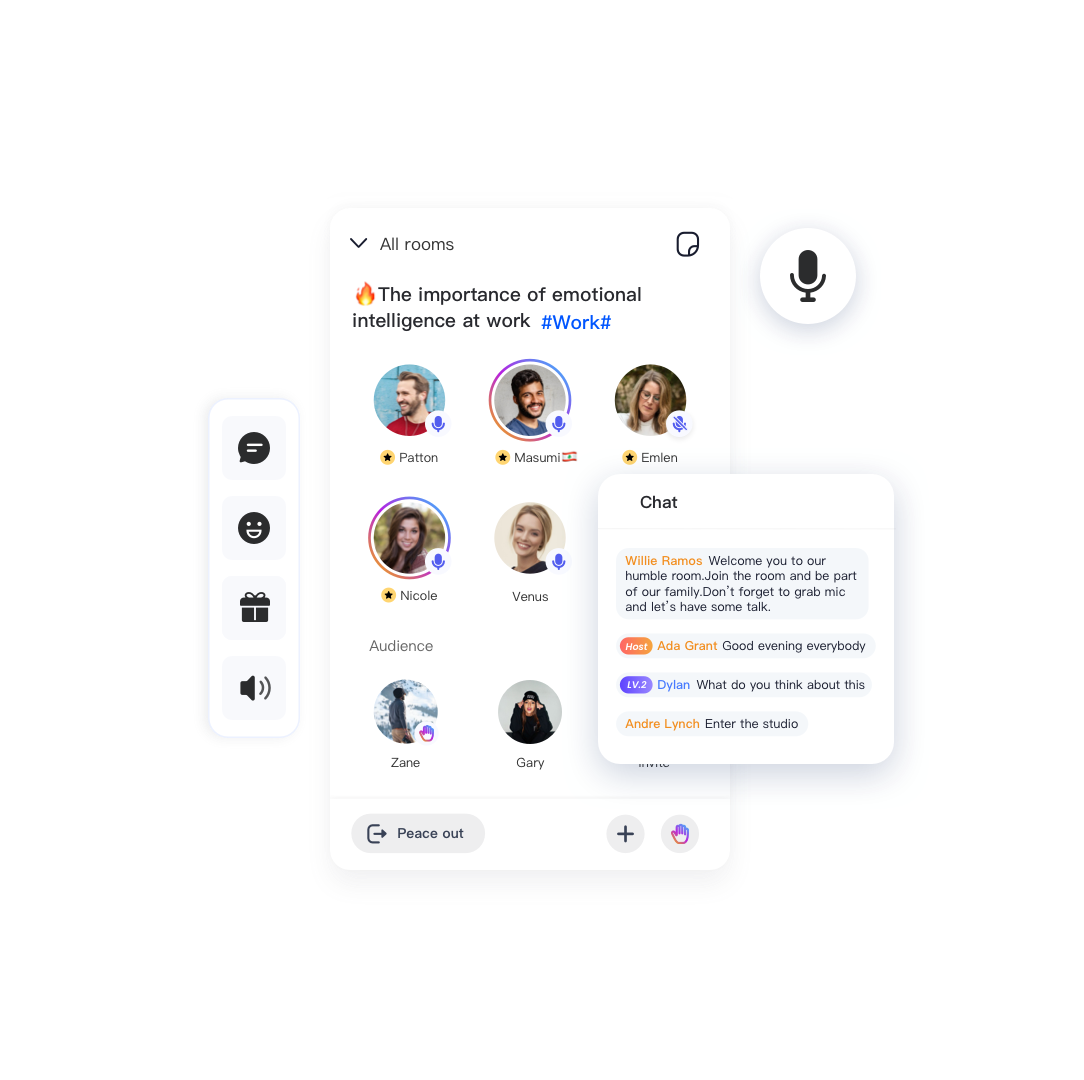 All rooms
🔥The importance of emotional
intelligence at work #Work#
Patton
Masumi🇱🇧
Emlen
Nicole
Venus
Audience
Zane
Gary
Invite
Peace out
Chat
Willie Ramos Welcome you to our
humble room.Join the room and be part
of our family.Don't forget to grab mic
and let's have some talk.
Host Ada Grant Good evening everybody
LV.2 Dylan What do you think about this
Andre Lynch Enter the studio